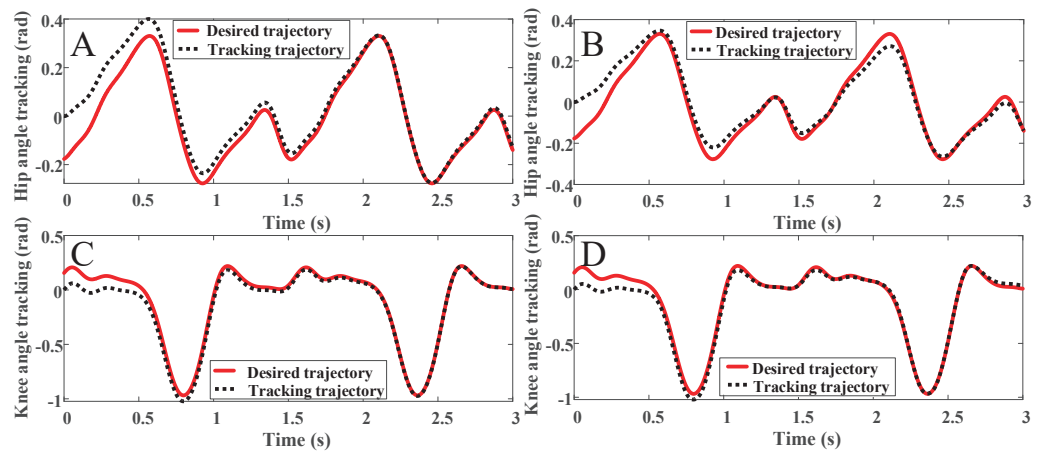 A
Hip angle tracking (rad)
0.4
0.2
0
-0.2
Desired trajectory
Tracking trajectory
0 0.5 1 1.5 2 2.5 3
Time (s)
B
Hip angle tracking (rad)
0.4
0.2
0
-0.2
-0.4
Desired trajectory
Tracking trajectory
0 0.5 1 1.5 2 2.5 3
Time (s)
C
Knee angle tracking (rad)
0.5
0
-0.5
-1
Desired trajectory
Tracking trajectory
0 0.5 1 1.5 2 2.5 3
Time (s)
D
Knee angle tracking (rad)
0.5
0
-0.5
-1
Desired trajectory
Tracking trajectory
0 0.5 1 1.5 2 2.5 3
Time (s)